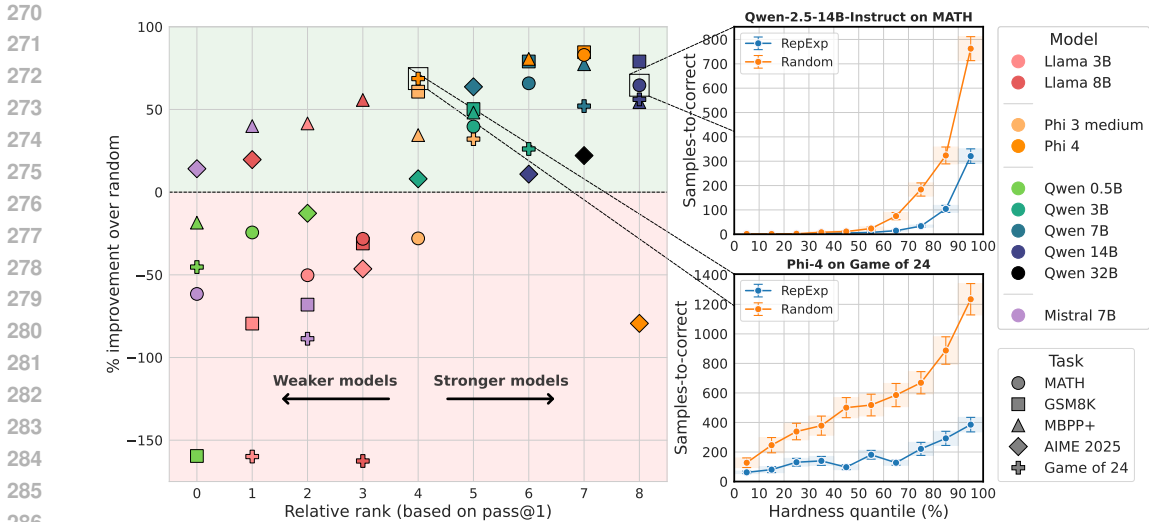 270
271
272
273
274
275
276
277
278
279
280
281
282
283
284
285
286
% improvement over random
100
50
0
−50
−100
−150
Weaker models
Stronger models
0 1 2 3 4 5 6 7 8
Relative rank (based on pass@1)
Qwen-2.5-14B-Instruct on MATH
Samples-to-correct
800
700
600
500
400
300
200
100
0
RepExp
Random
0 10 20 30 40 50 60 70 80 90 100
Phi-4 on Game of 24
Samples-to-correct
1400
1200
1000
800
600
400
200
0
RepExp
Random
0 10 20 30 40 50 60 70 80 90 100
Hardness quantile (%)
Model
Llama 3B
Llama 8B
Phi 3 medium
Phi 4
Qwen 0.5B
Qwen 3B
Qwen 7B
Qwen 14B
Qwen 32B
Mistral 7B
Task
MATH
GSM8K
MBPP+
AIME 2025
Game of 24